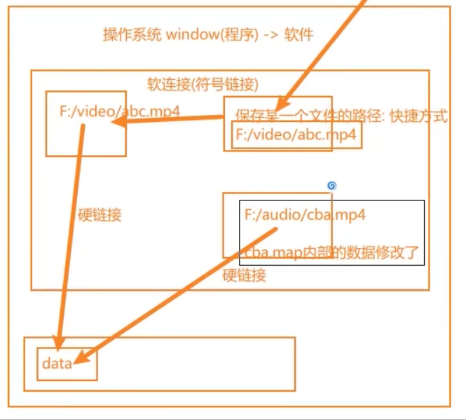 操作系统 window(程序) -> 软件
软连接(符号链接)
F:/video/abc.mp4
保存某一个文件的路径: 快捷方式
F:/video/abc.mp4
硬链接
F:/audio/cba.mp4
cba.map内部的数据修改了
硬链接
data